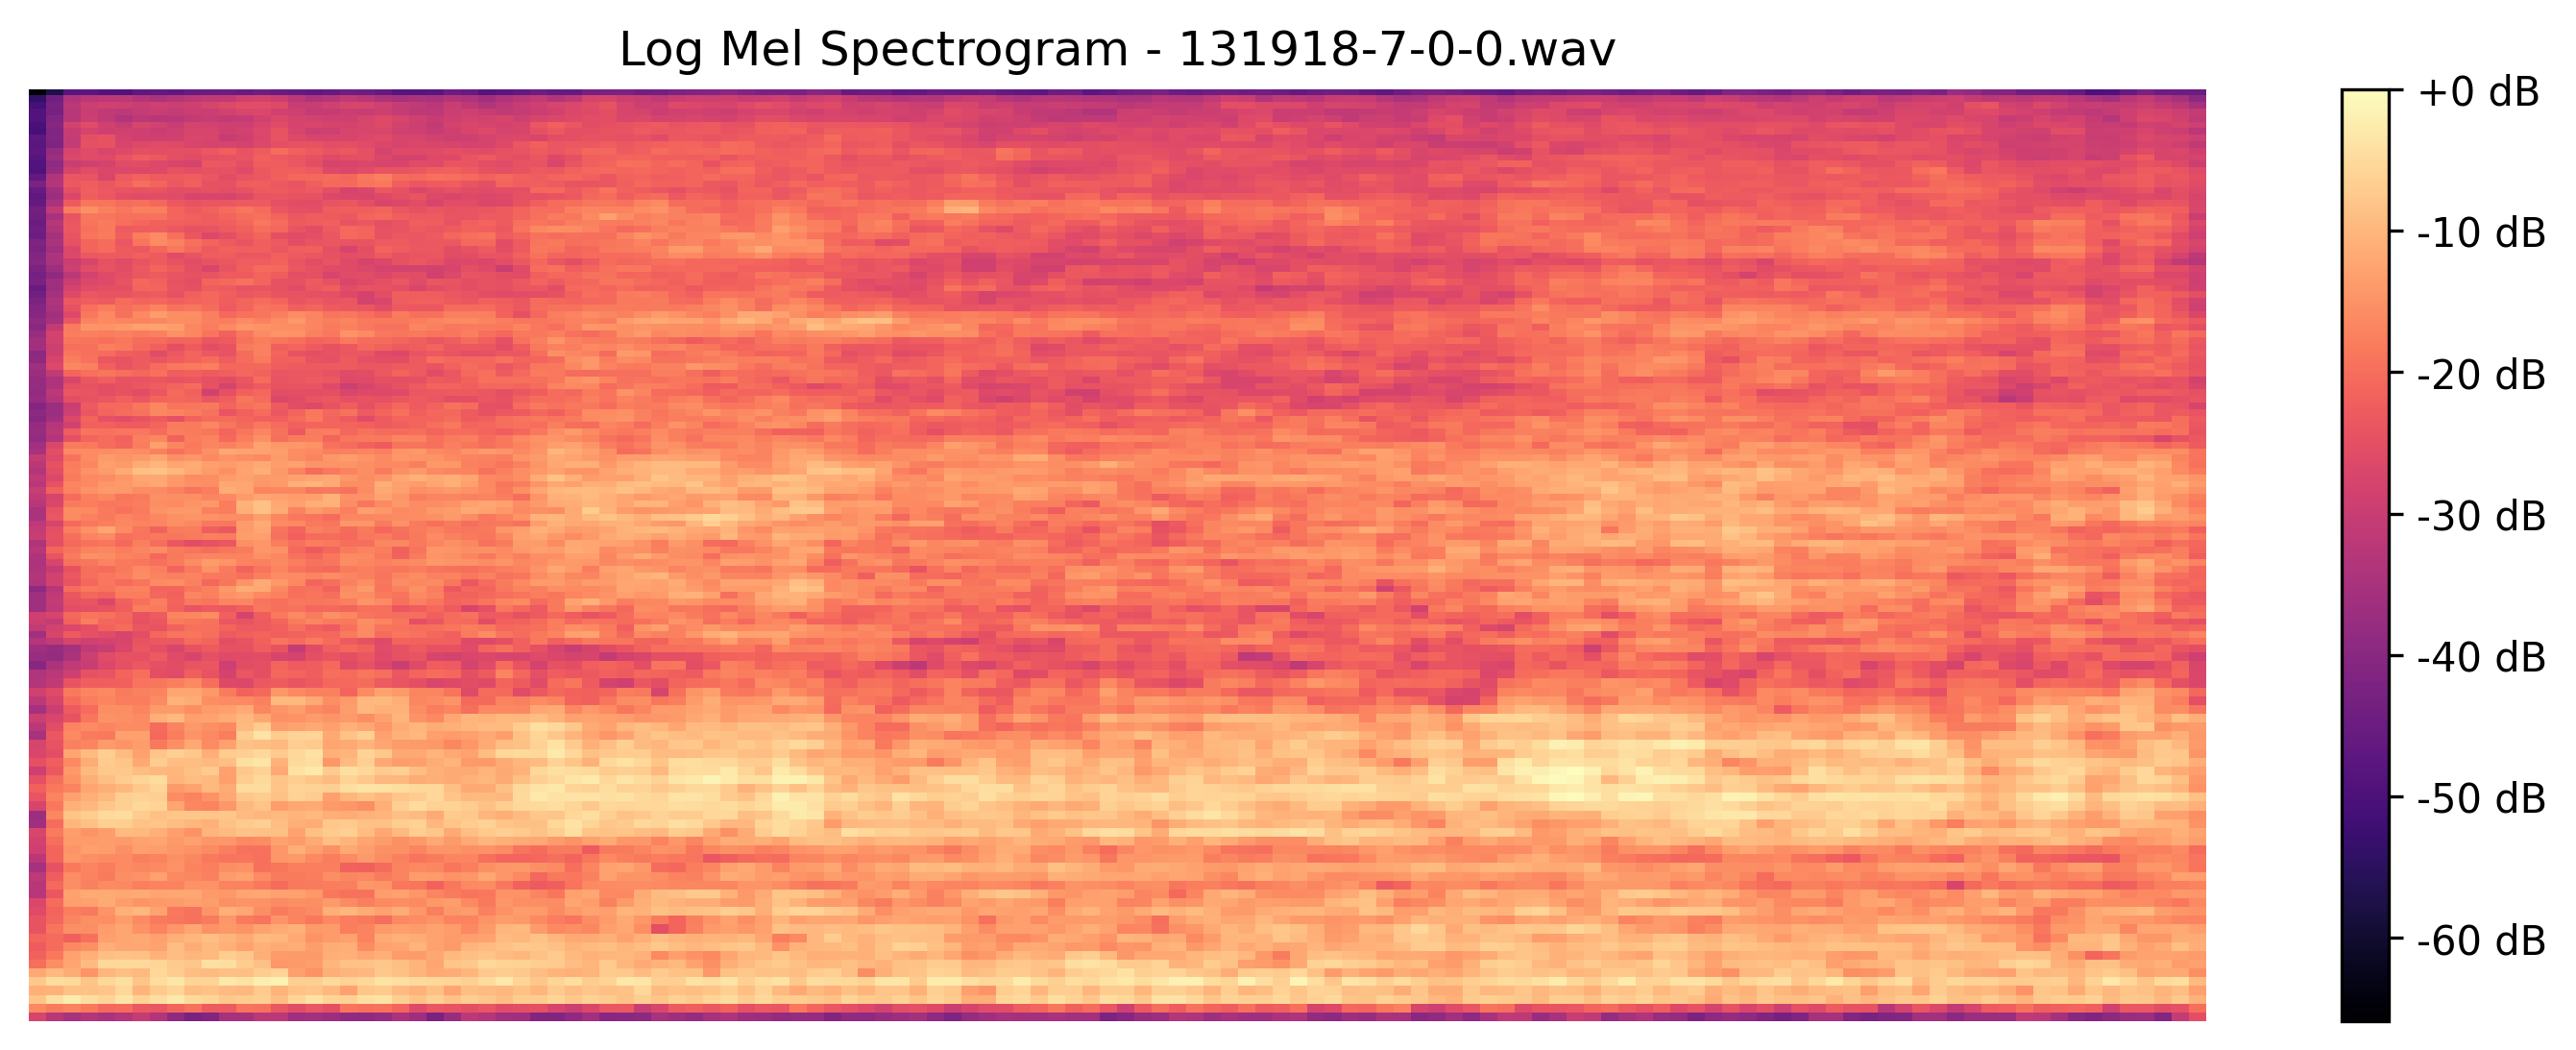 Log Mel Spectrogram - 131918-7-0-0.wav
+0 dB
-10 dB
-20 dB
-30 dB
-40 dB
-50 dB
-60 dB